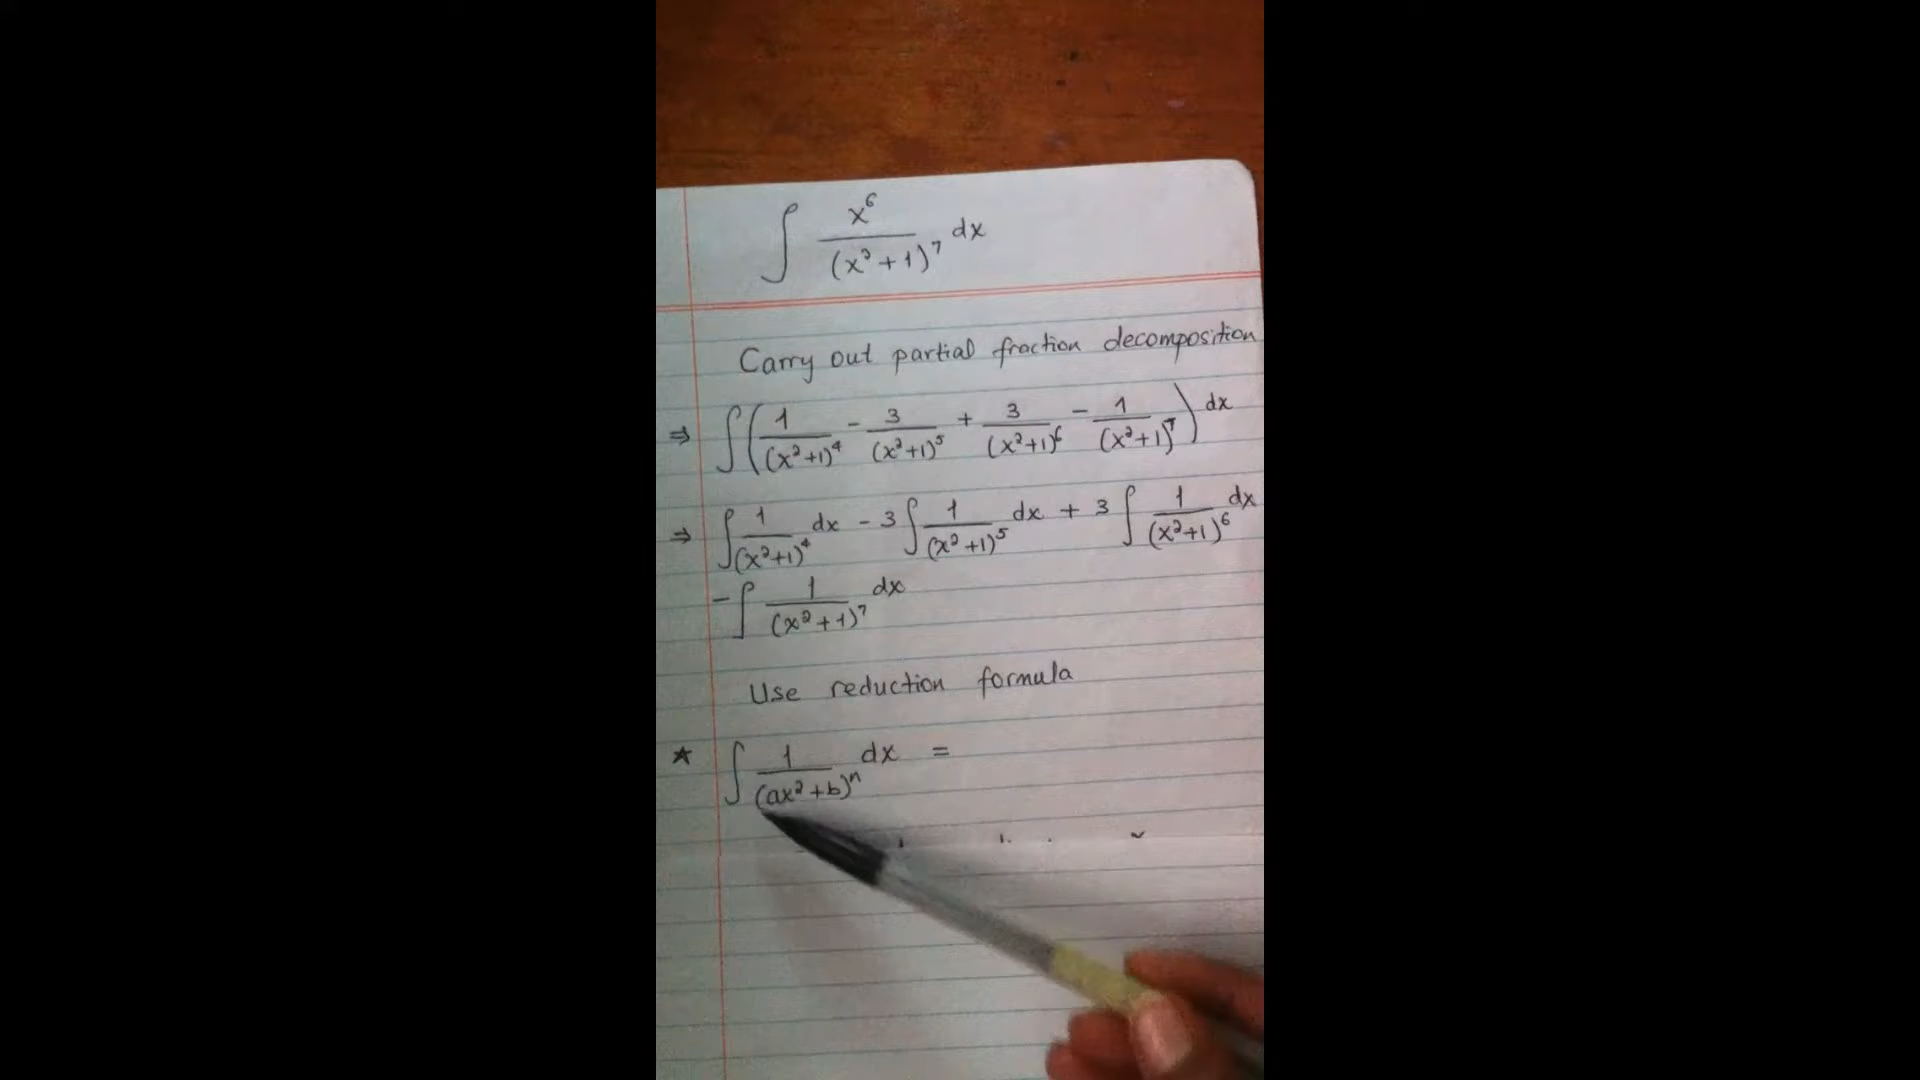 ∫ x⁶/(x²+1)⁷ dx
Carry out partial fraction decomposition
⇒ ∫(1/(x²+1)⁴ - 3/(x²+1)⁵ + 3/(x²+1)⁶ - 1/(x²+1)⁷) dx
⇒ ∫ 1/(x²+1)⁴ dx - 3∫ 1/(x²+1)⁵ dx + 3∫ 1/(x²+1)⁶ dx
-∫ 1/(x²+1)⁷ dx
Use reduction formula
★ ∫ 1/(ax²+b)ⁿ dx =